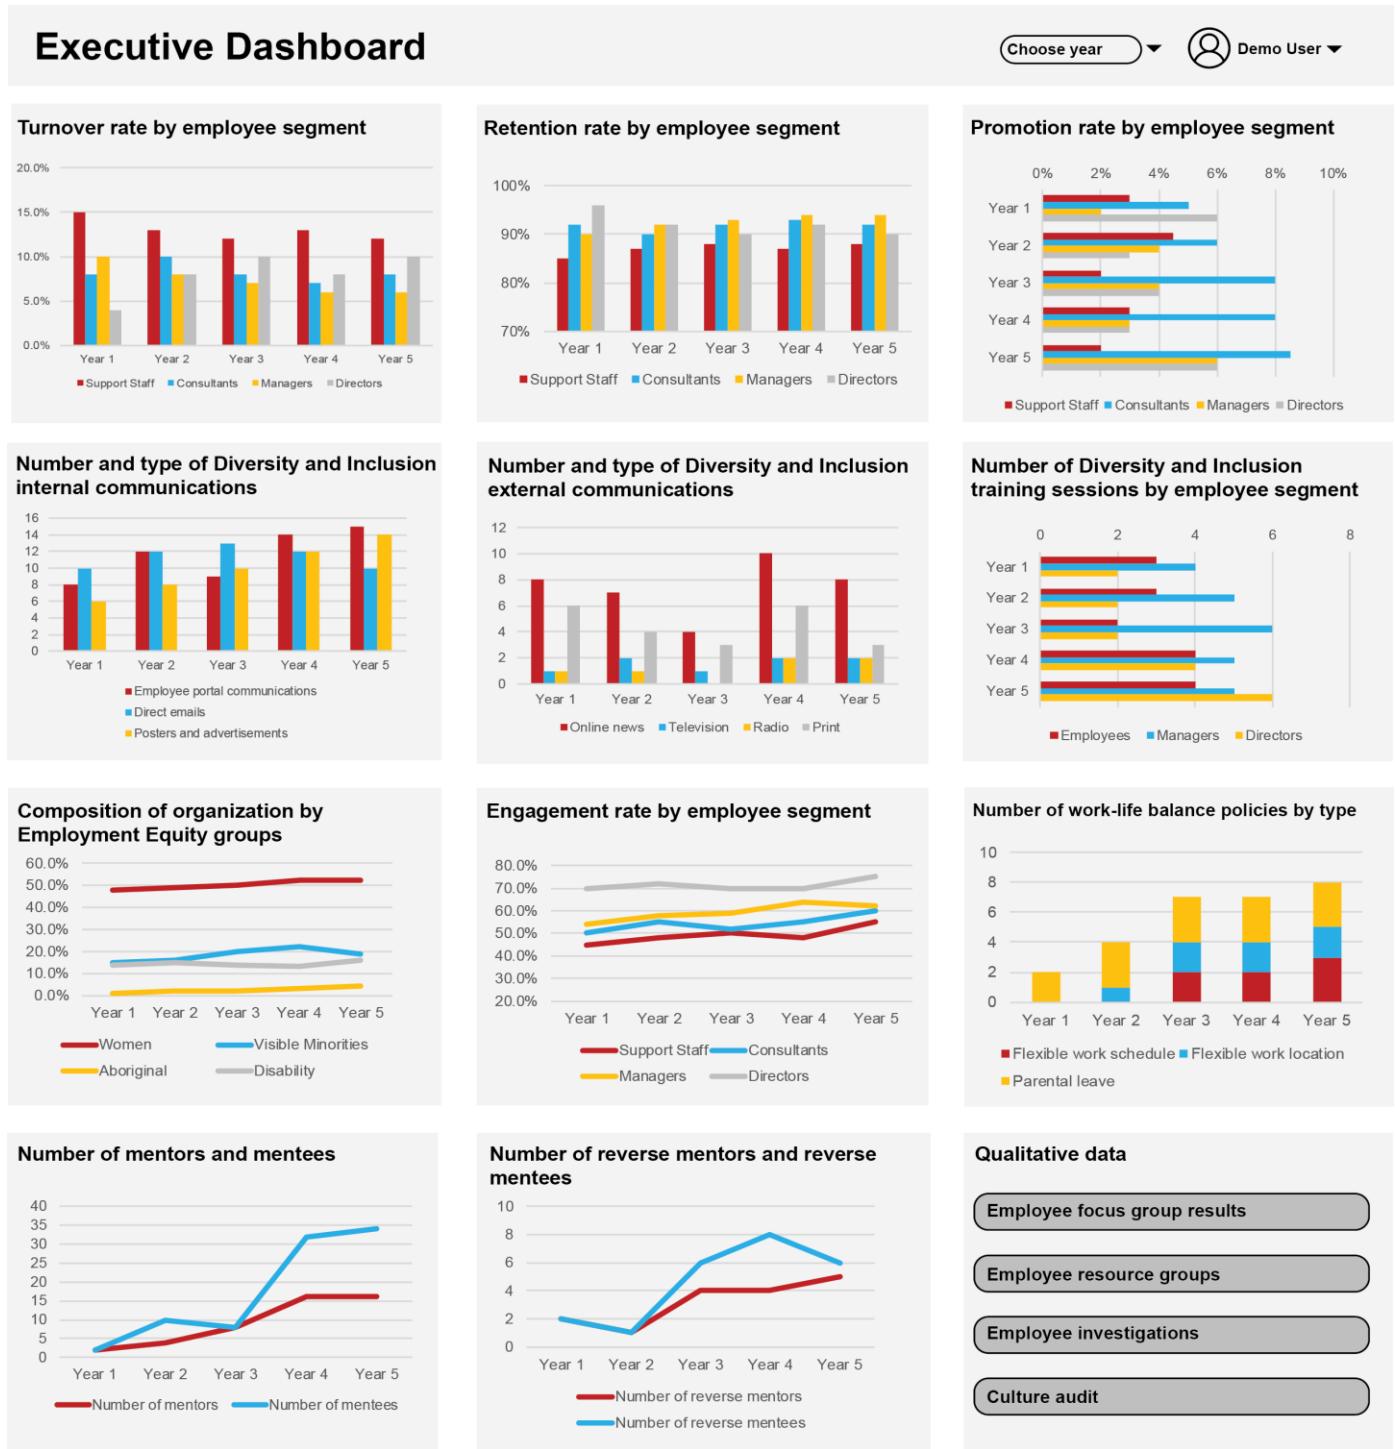 Executive Dashboard
Choose year
Demo User
Turnover rate by employee segment
20.0%
15.0%
10.0%
5.0%
0.0%
Year 1 Year 2 Year 3 Year 4 Year 5
Support Staff Consultants Managers Directors
Retention rate by employee segment
100%
90%
80%
70%
Year 1 Year 2 Year 3 Year 4 Year 5
Support Staff Consultants Managers Directors
Promotion rate by employee segment
0% 2% 4% 6% 8% 10%
Year 1
Year 2
Year 3
Year 4
Year 5
Support Staff Consultants Managers Directors
Number and type of Diversity and Inclusion
internal communications
16
14
12
10
8
6
4
2
0
Year 1 Year 2 Year 3 Year 4 Year 5
Employee portal communications
Direct emails
Posters and advertisements
Number and type of Diversity and Inclusion
external communications
12
10
8
6
4
2
0
Year 1 Year 2 Year 3 Year 4 Year 5
Online news Television Radio Print
Number of Diversity and Inclusion
training sessions by employee segment
0 2 4 6 8
Year 1
Year 2
Year 3
Year 4
Year 5
Employees Managers Directors
Composition of organization by
Employment Equity groups
60.0%
50.0%
40.0%
30.0%
20.0%
10.0%
0.0%
Year 1 Year 2 Year 3 Year 4 Year 5
Women Visible Minorities
Aboriginal Disability
Engagement rate by employee segment
80.0%
70.0%
60.0%
50.0%
40.0%
30.0%
20.0%
Year 1 Year 2 Year 3 Year 4 Year 5
Support Staff Consultants
Managers Directors
Number of work-life balance policies by type
10
8
6
4
2
0
Year 1 Year 2 Year 3 Year 4 Year 5
Flexible work schedule Flexible work location
Parental leave
Number of mentors and mentees
40
35
30
25
20
15
10
5
0
Year 1 Year 2 Year 3 Year 4 Year 5
Number of mentors Number of mentees
Number of reverse mentors and reverse
mentees
10
8
6
4
2
0
Year 1 Year 2 Year 3 Year 4 Year 5
Number of reverse mentors
Number of reverse mentees
Qualitative data
Employee focus group results
Employee resource groups
Employee investigations
Culture audit